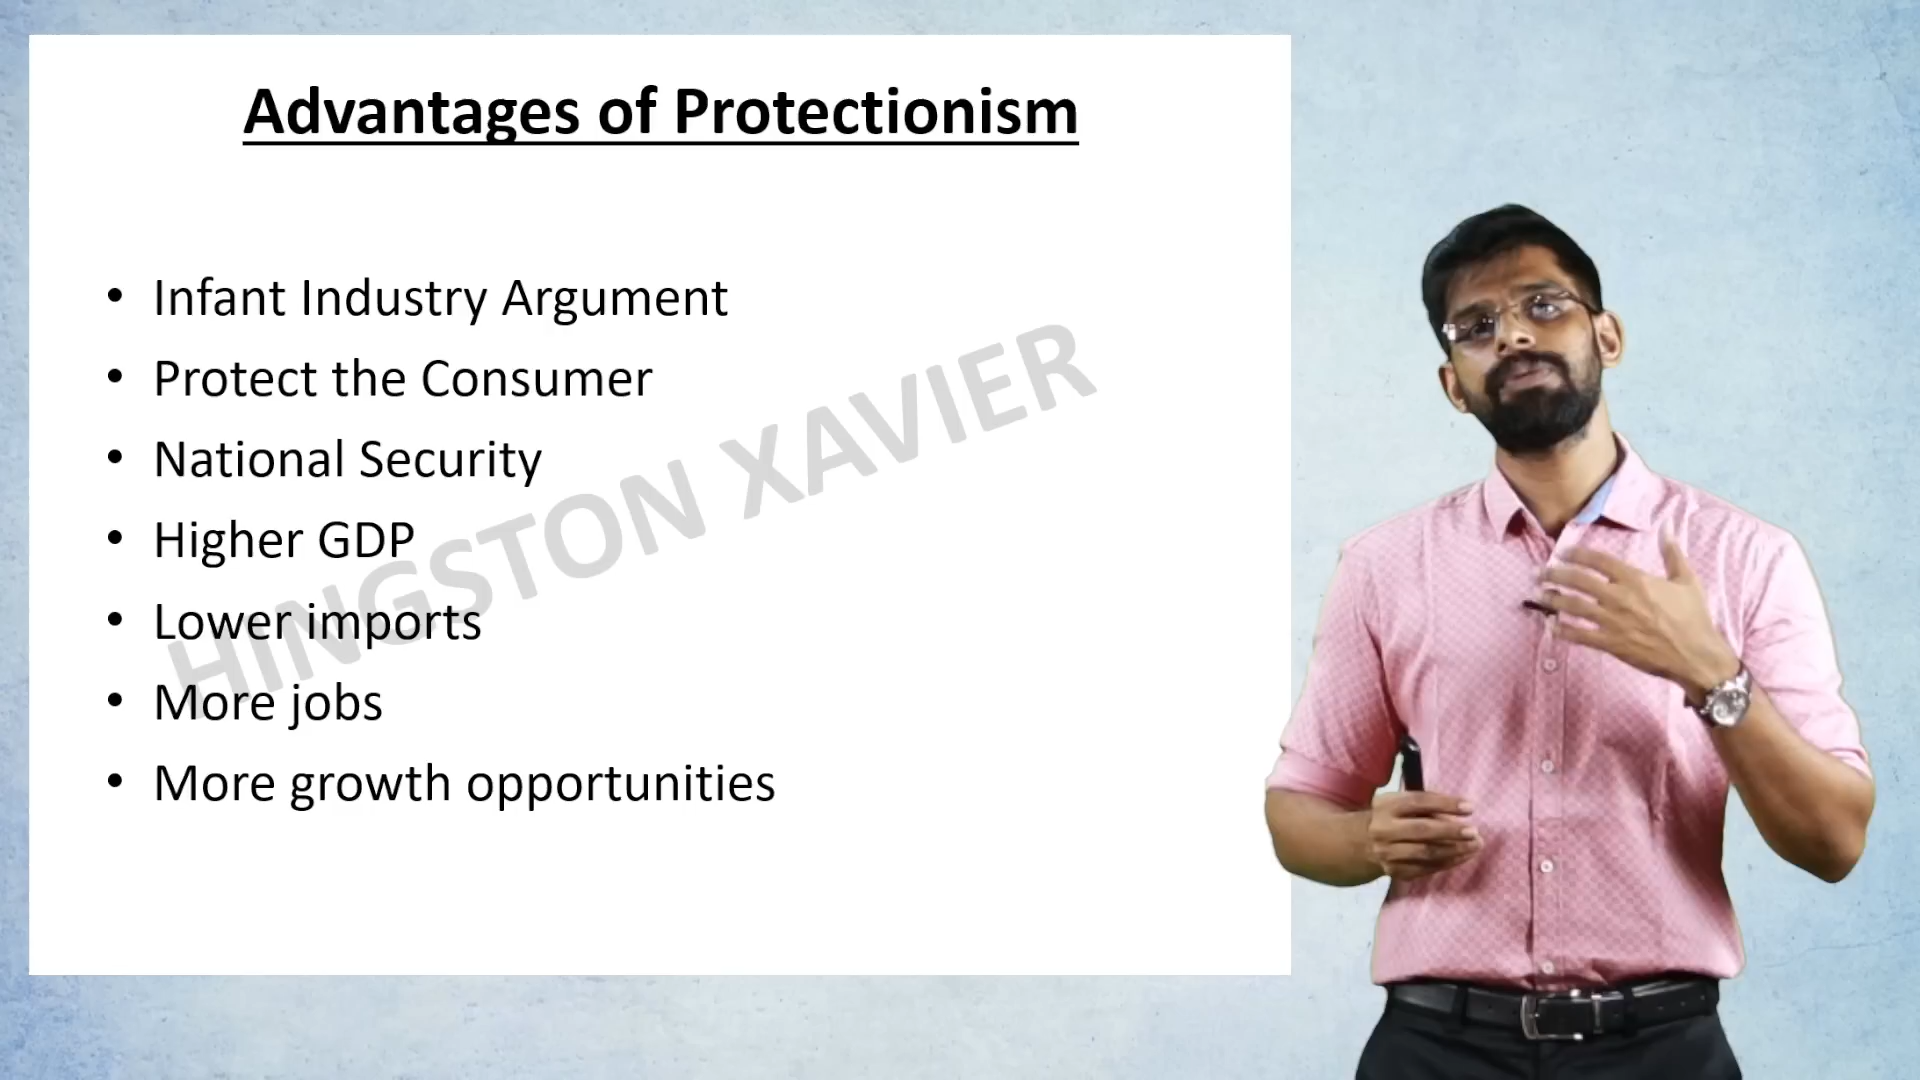 Advantages of Protectionism
• Infant Industry Argument
• Protect the Consumer
• National Security
• Higher GDP
• Lower imports
• More jobs
• More growth opportunities
HINGSTON XAVIER